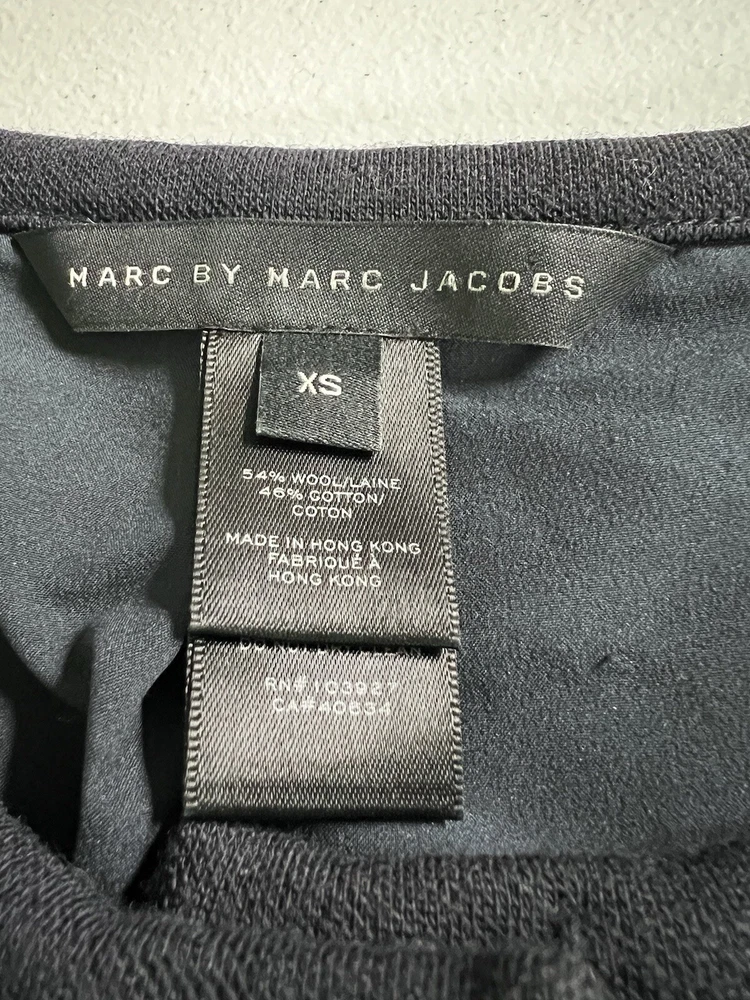 MARC BY MARC JACOBS
XS
54% WOOL/LAINE
46% COTTON/
COTON
MADE IN HONG KONG
FABRIQUÉ À
HONG KONG
RN#103927
CA#40634